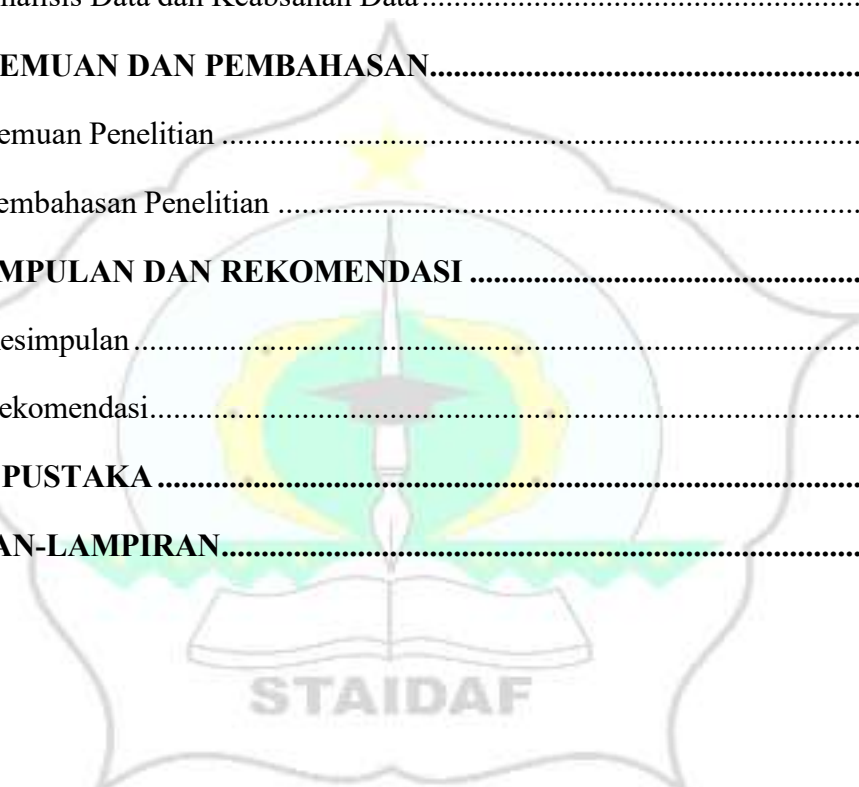 nalisis Data dan Keabsahan Data..............................................................
EMUAN DAN PEMBAHASAN..............................................................
emuan Penelitian ..............................................................
embahasan Penelitian ..............................................................
MPULAN DAN REKOMENDASI ..............................................................
esimpulan..............................................................
ekomendasi..............................................................
PUSTAKA ..............................................................
AN-LAMPIRAN..............................................................
STAIDAF